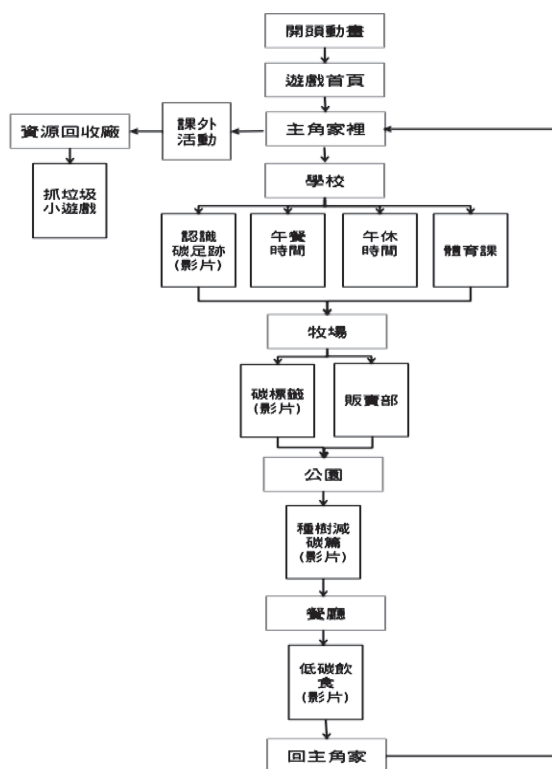 開頭動畫
遊戲首頁
主角家裡
課外
活動
資源回收廠
抓垃圾
小遊戲
學校
認識
碳足跡
(影片)
午餐
時間
午休
時間
體育課
牧場
碳標籤
(影片)
販賣部
公園
種樹減
碳篇
(影片)
餐廳
低碳飲
食
(影片)
回主角家